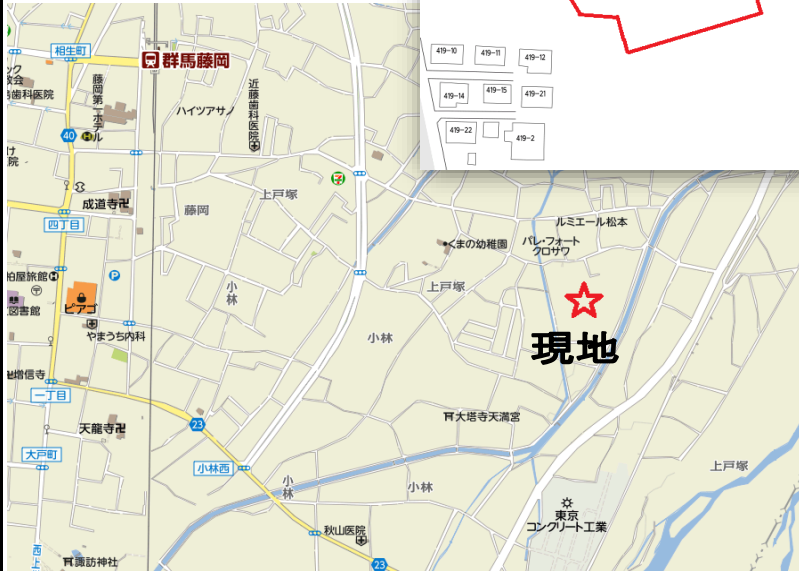 相生町
群馬藤岡
419-10
419-11
419-12
419-14
419-15
419-21
419-22
419-2
ック
教会
歯科医院
藤岡第一ホテル
ハイツアサノ
近藤歯科医院
40
H
け
院
成道寺
四丁目
藤岡
上戸塚
7
ルミエール松本
くまの幼稚園
パレ・フォート
クロサワ
柏屋旅館
P
小林
上戸塚
図書館
ピアゴ
やまうち内科
小林
現地
増信寺
一丁目
天龍寺
23
大塔寺天満宮
大戸町
小林西
小林
小林
上戸塚
東京
コンクリート工業
秋山医院
西上
諏訪神社
23